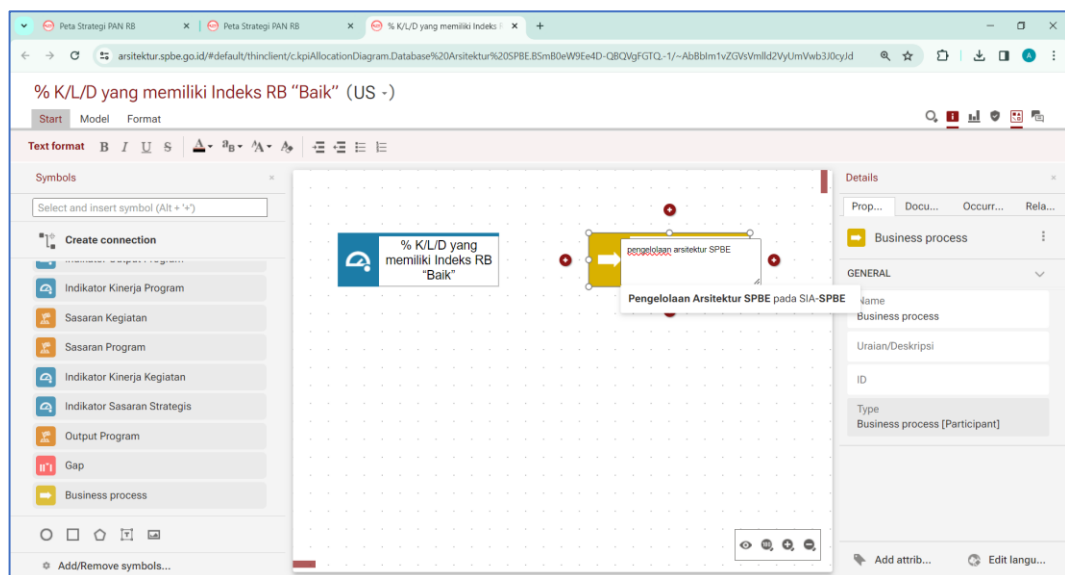 Peta Strategi PAN RB
Peta Strategi PAN RB
% K/L/D yang memiliki Indeks
arsitektur.spbe.go.id/#default/thinclient/c.kpiAllocationDiagram.Database%20Arsitektur%20SPBE.BSmB0eW9Ee4D-QBQVgFGTQ.-1/~AbBbIm1vZGVsVmlld2VyUmVwb3J0cyJd
% K/L/D yang memiliki Indeks RB “Baik” (US -)
Start Model Format
Text format B I U S
Symbols
Select and insert symbol (Alt + '+')
Create connection
Indikator Output Program
Indikator Kinerja Program
Sasaran Kegiatan
Sasaran Program
Indikator Kinerja Kegiatan
Indikator Sasaran Strategis
Output Program
Gap
Business process
Add/Remove symbols...
% K/L/D yang
memiliki Indeks RB
“Baik”
pengelolaan arsitektur SPBE
Pengelolaan Arsitektur SPBE pada SIA-SPBE
Details
Prop... Docu... Occurr... Rela...
Business process
GENERAL
Name
Business process
Uraian/Deskripsi
ID
Type
Business process [Participant]
Add attrib... Edit langu...